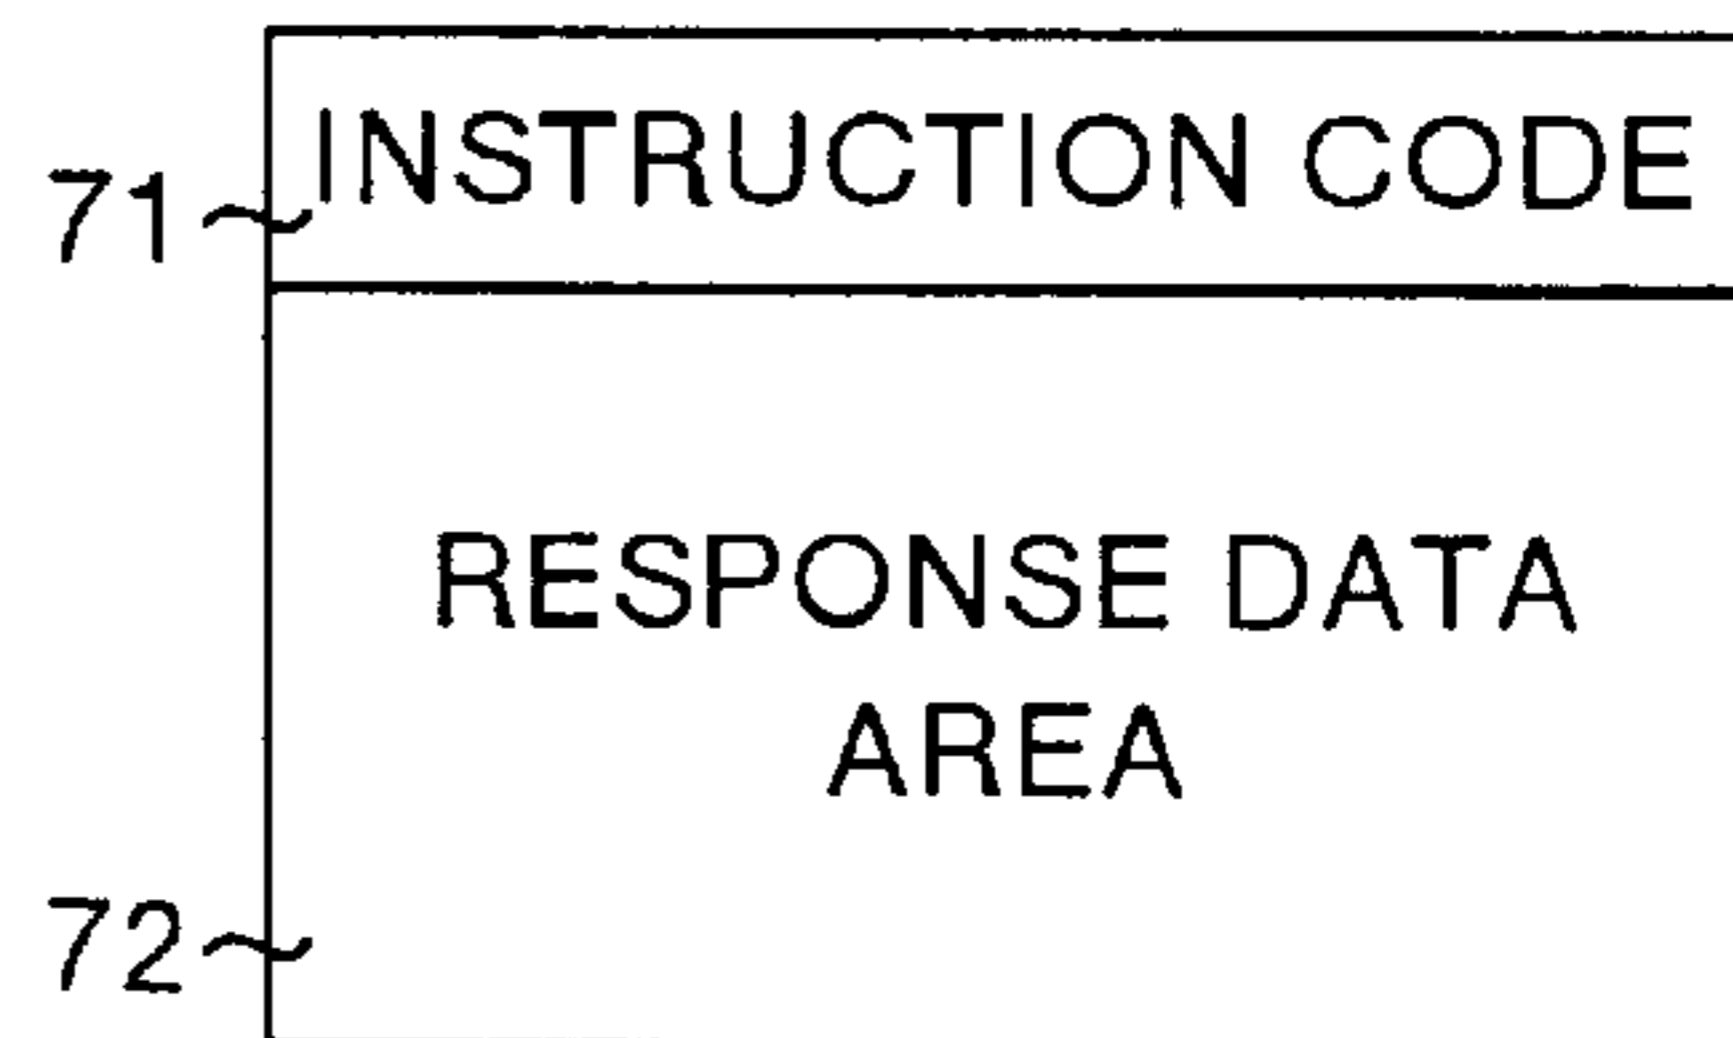 71 INSTRUCTION CODE
RESPONSE DATA
AREA
72